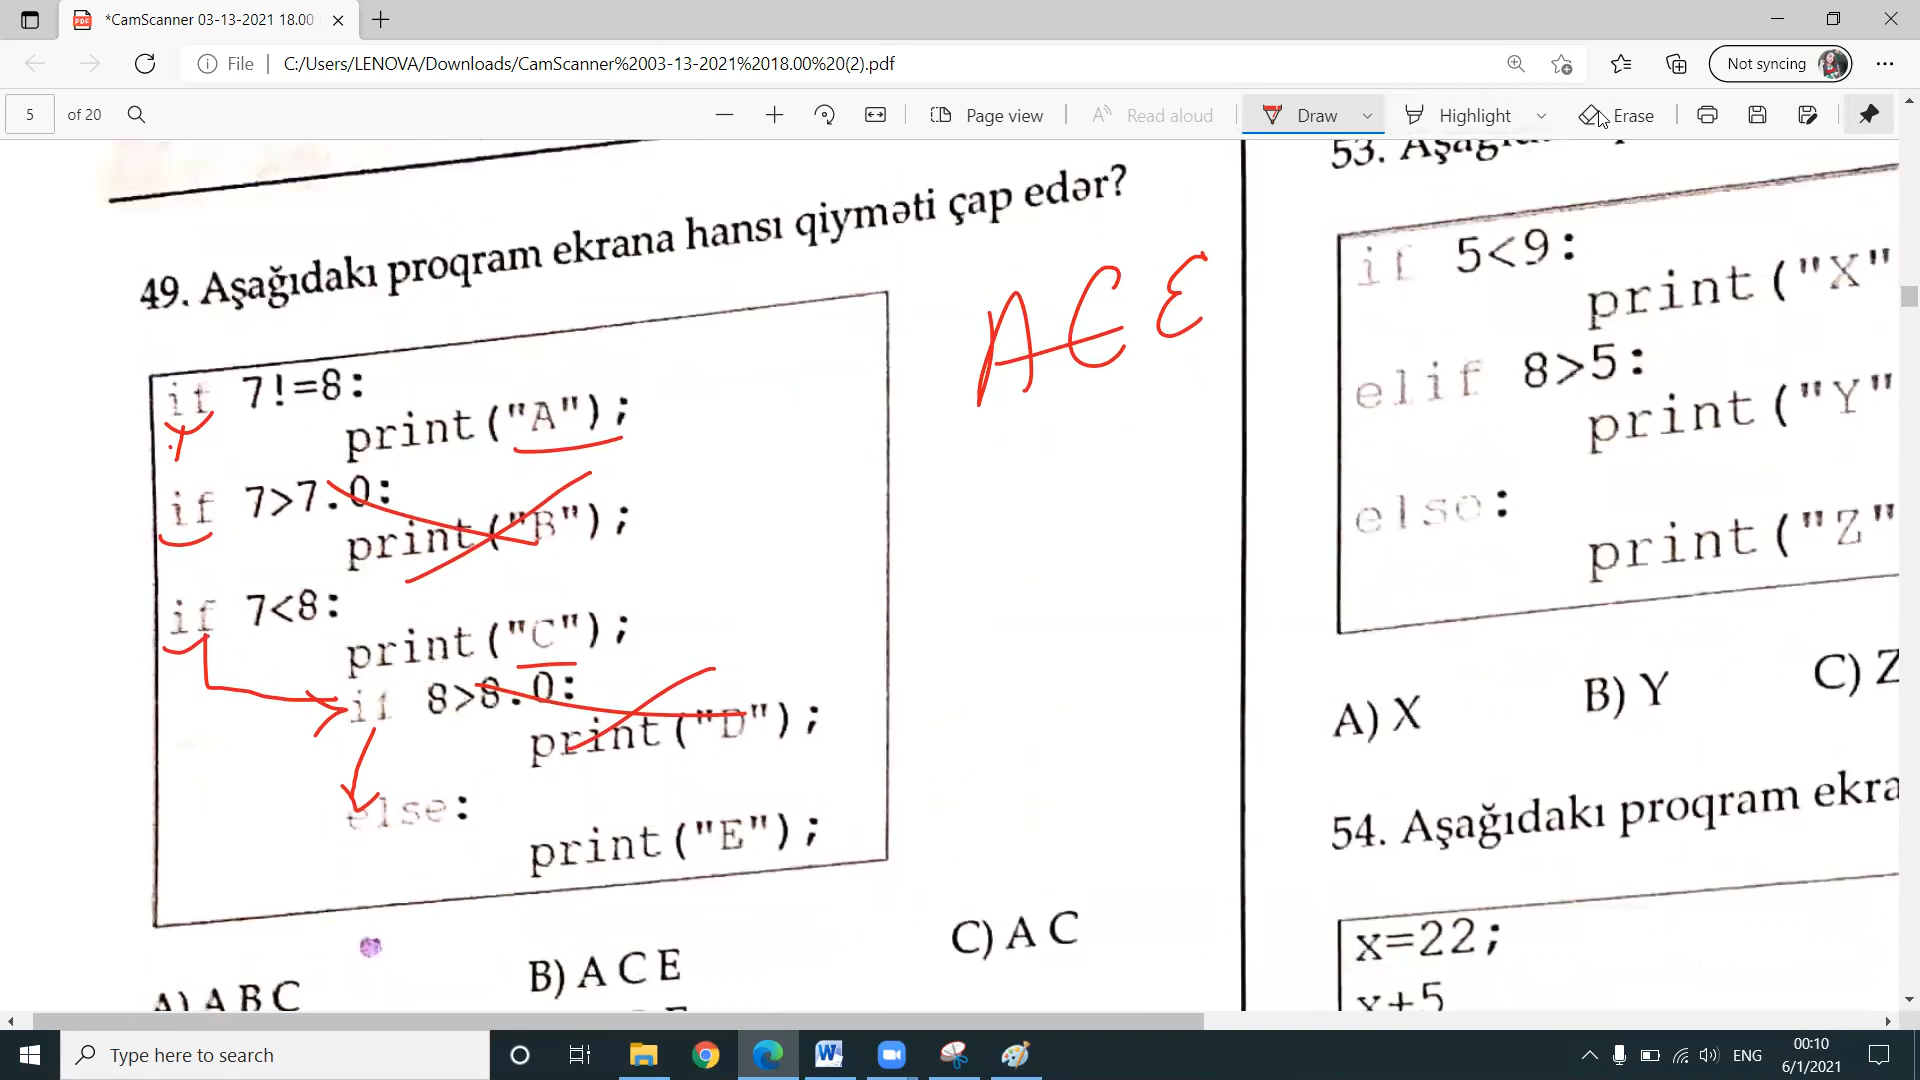 *CamScanner 03-13-2021 18.00
File
C:/Users/LENOVA/Downloads/CamScanner%2003-13-2021%2018.00%20(2).pdf
Not syncing
5 of 20
Page view
Read aloud
Draw
Highlight
Erase
49. Aşağıdakı proqram ekrana hansı qiyməti çap edər?
A C E
if 7!=8:
print("A");
if 7>7.0:
print("B");
if 7<8:
print("C");
if 8>8.0:
print("D");
else:
print("E");
A) A B C
B) A C E
C) A C
53.
if 5<9:
print("X"
elif 8>5:
print("Y"
else:
print("Z"
A) X
B) Y
C) Z
54. Aşağıdakı proqram ekra
x=22;
x+5
Type here to search
ENG
00:10
6/1/2021